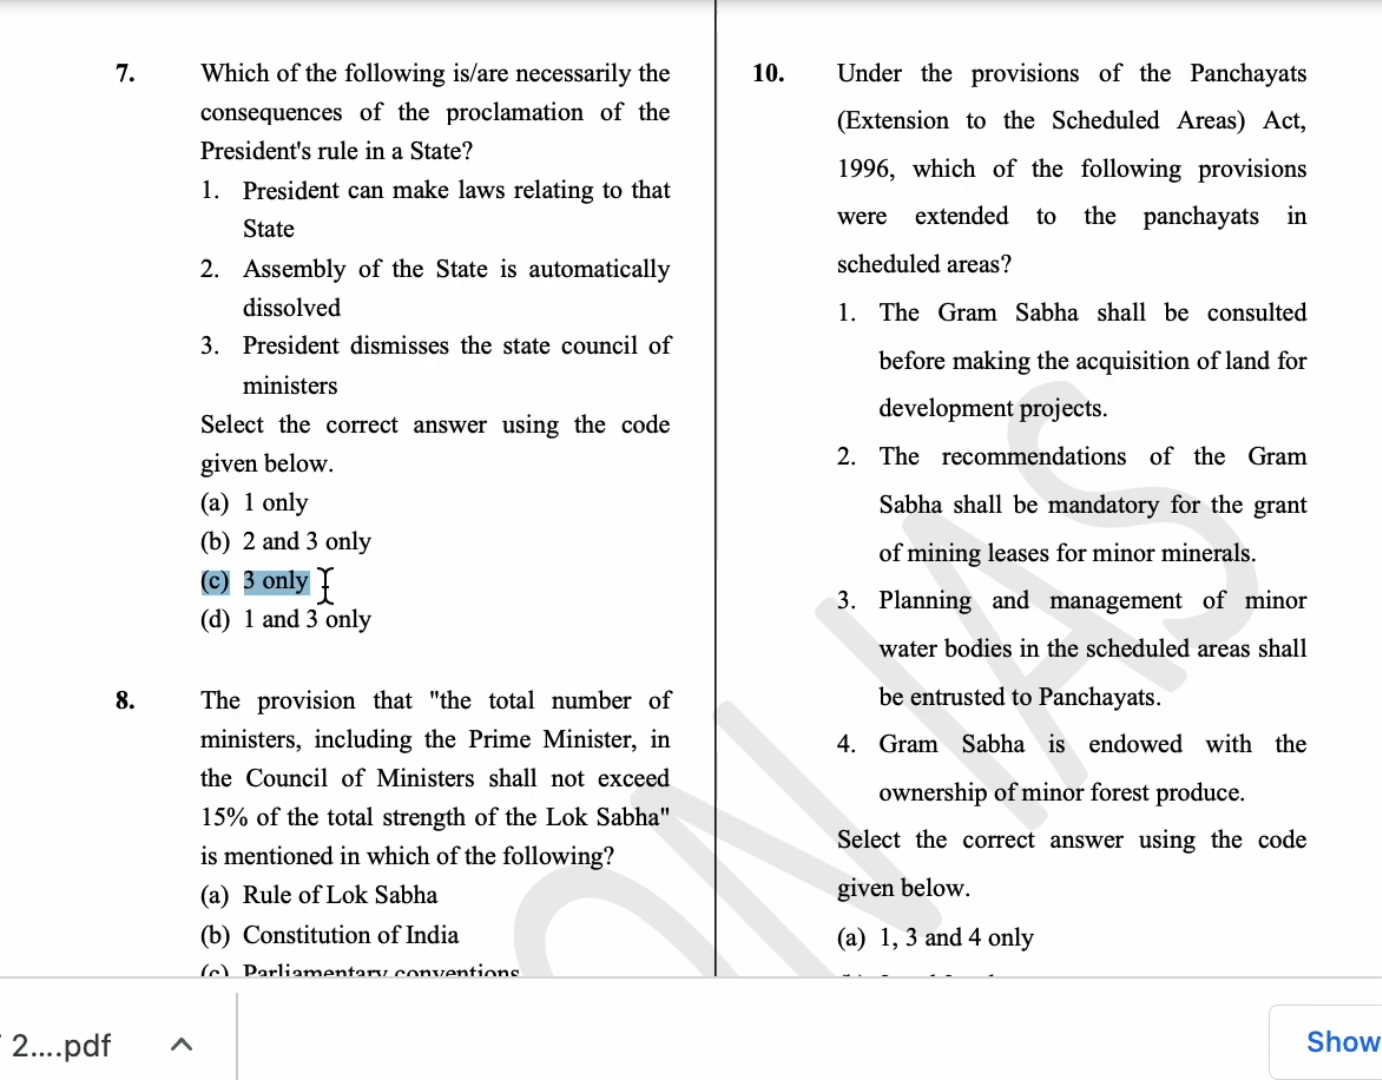 7. Which of the following is/are necessarily the
consequences of the proclamation of the
President's rule in a State?
1. President can make laws relating to that
State
2. Assembly of the State is automatically
dissolved
3. President dismisses the state council of
ministers
Select the correct answer using the code
given below.
(a) 1 only
(b) 2 and 3 only
(c) 3 only
(d) 1 and 3 only
8. The provision that "the total number of
ministers, including the Prime Minister, in
the Council of Ministers shall not exceed
15% of the total strength of the Lok Sabha"
is mentioned in which of the following?
(a) Rule of Lok Sabha
(b) Constitution of India
(c) Parliamentary conventions
10. Under the provisions of the Panchayats
(Extension to the Scheduled Areas) Act,
1996, which of the following provisions
were extended to the panchayats in
scheduled areas?
1. The Gram Sabha shall be consulted
before making the acquisition of land for
development projects.
2. The recommendations of the Gram
Sabha shall be mandatory for the grant
of mining leases for minor minerals.
3. Planning and management of minor
water bodies in the scheduled areas shall
be entrusted to Panchayats.
4. Gram Sabha is endowed with the
ownership of minor forest produce.
Select the correct answer using the code
given below.
(a) 1, 3 and 4 only
ON IAS
2....pdf
Show